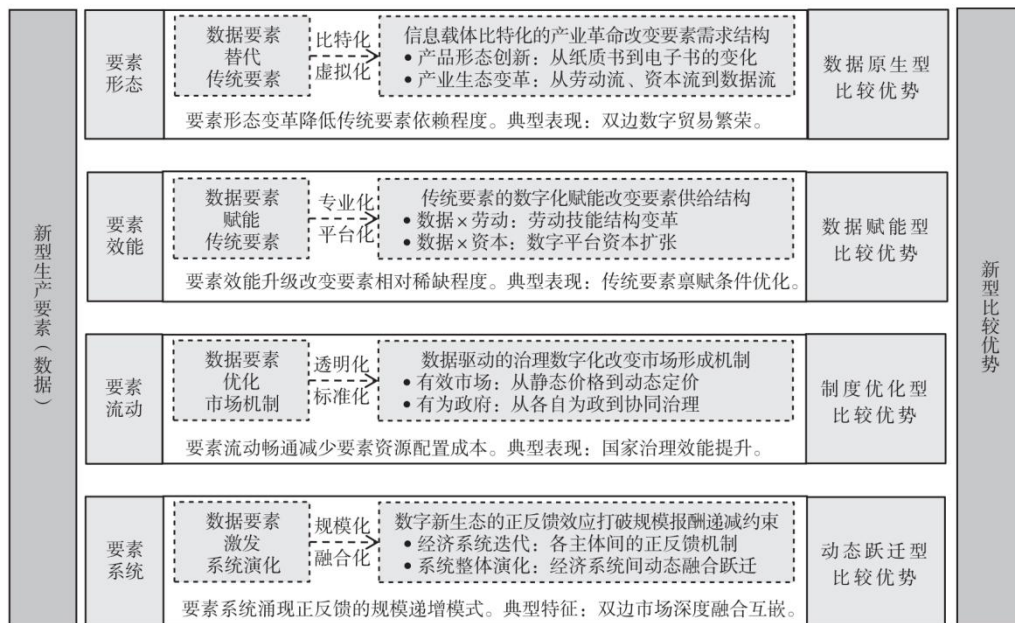 新型生产要素（数据）
要素
形态
数据要素
替代
传统要素
比特化
虚拟化
信息载体比特化的产业革命改变要素需求结构
• 产品形态创新：从纸质书到电子书的变化
• 产业生态变革：从劳动流、资本流到数据流
要素形态变革降低传统要素依赖程度。典型表现：双边数字贸易繁荣。
数据原生型
比较优势
要素
效能
数据要素
赋能
传统要素
专业化
平台化
传统要素的数字化赋能改变要素供给结构
• 数据×劳动：劳动技能结构变革
• 数据×资本：数字平台资本扩张
要素效能升级改变要素相对稀缺程度。典型表现：传统要素禀赋条件优化。
数据赋能型
比较优势
要素
流动
数据要素
优化
市场机制
透明化
标准化
数据驱动的治理数字化改变市场形成机制
• 有效市场：从静态价格到动态定价
• 有为政府：从各自为政到协同治理
要素流动畅通减少要素资源配置成本。典型表现：国家治理效能提升。
制度优化型
比较优势
要素
系统
数据要素
激发
系统演化
规模化
融合化
数字新生态的正反馈效应打破规模报酬递减约束
• 经济系统迭代：各主体间的正反馈机制
• 系统整体演化：经济系统间动态融合跃迁
要素系统涌现正反馈的规模递增模式。典型特征：双边市场深度融合互嵌。
动态跃迁型
比较优势
新型比较优势